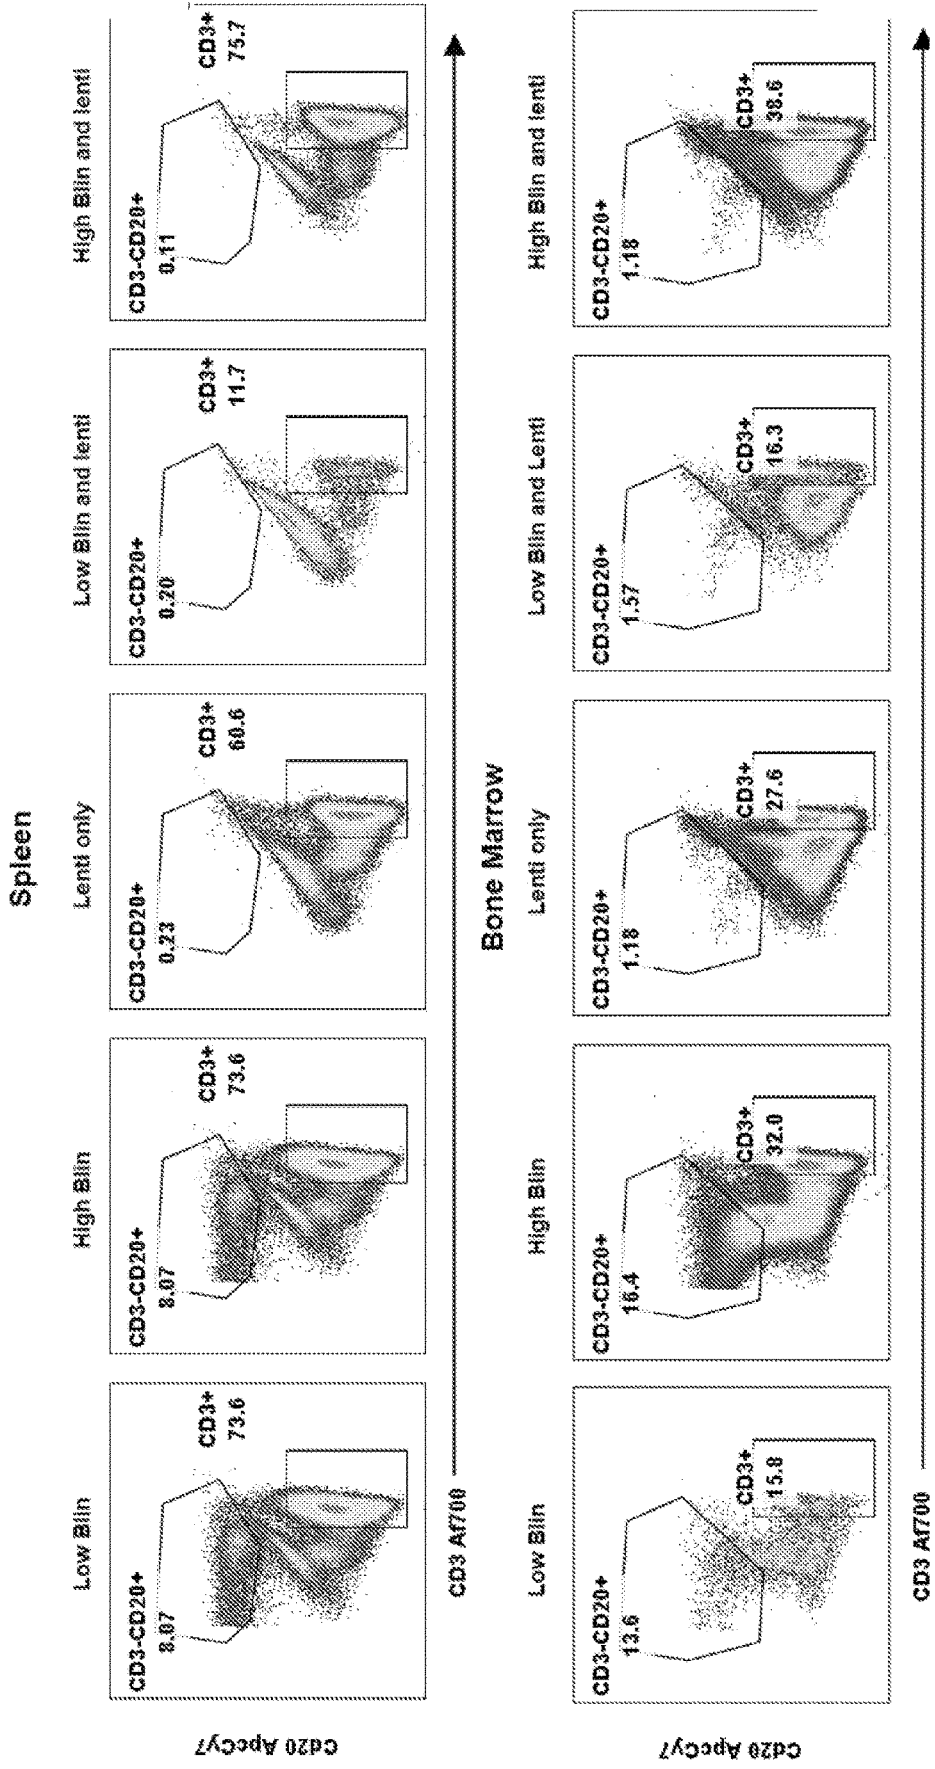 Spleen
Low Blin
High Blin
Lenti only
Low Blin and lenti
High Blin and lenti
Cd20 ApcCy7
CD3-CD20+
8.07
CD3+
73.6
CD3-CD20+
8.07
CD3+
73.6
CD3-CD20+
0.23
CD3+
60.6
CD3-CD20+
0.20
CD3+
11.7
CD3-CD20+
0.11
CD3+
75.7
CD3 Af700
Bone Marrow
Low Blin
High Blin
Lenti only
Low Blin and Lenti
High Blin and lenti
Cd20 ApcCy7
CD3-CD20+
13.6
CD3+
15.8
CD3-CD20+
16.4
CD3+
32.0
CD3-CD20+
1.18
CD3+
27.6
CD3-CD20+
1.57
CD3+
16.3
CD3-CD20+
1.18
CD3+
38.6
CD3 Af700